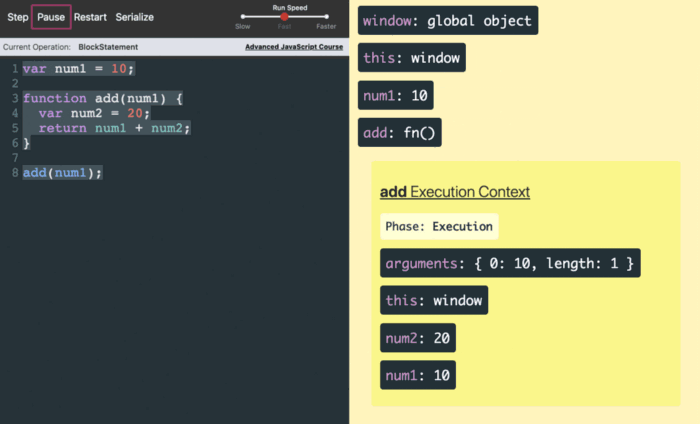 Step Pause Restart Serialize
Run Speed
Slow Fast Faster
Current Operation: BlockStatement Advanced JavaScript Course
1 var num1 = 10;
2
3 function add(num1) {
4 var num2 = 20;
5 return num1 + num2;
6 }
7
8 add(num1);
window: global object
this: window
num1: 10
add: fn()
add Execution Context
Phase: Execution
arguments: { 0: 10, length: 1 }
this: window
num2: 20
num1: 10